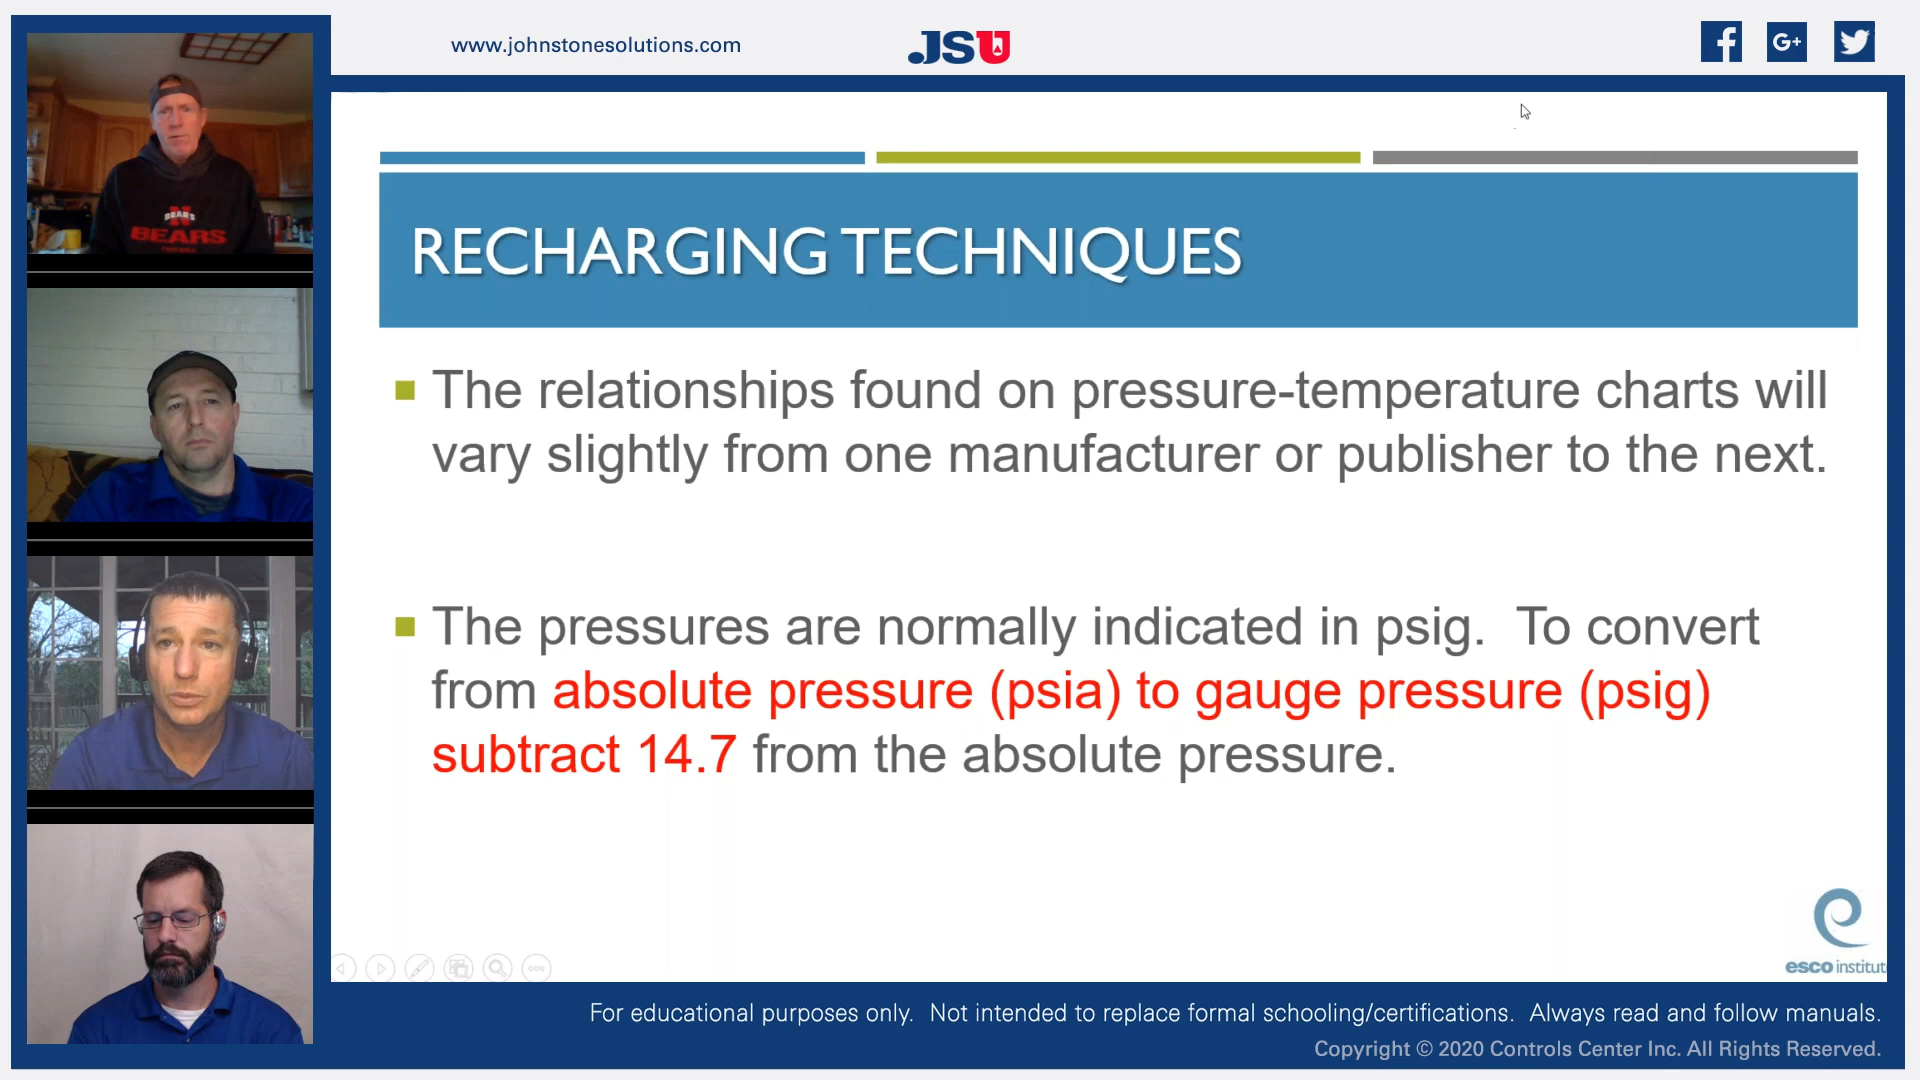 www.johnstonesolutions.com
JSU
G+
BEARS
BEARS
RECHARGING TECHNIQUES
The relationships found on pressure-temperature charts will
vary slightly from one manufacturer or publisher to the next.
The pressures are normally indicated in psig. To convert
from absolute pressure (psia) to gauge pressure (psig)
subtract 14.7 from the absolute pressure.
esco institut
For educational purposes only. Not intended to replace formal schooling/certifications. Always read and follow manuals.
Copyright © 2020 Controls Center Inc. All Rights Reserved.